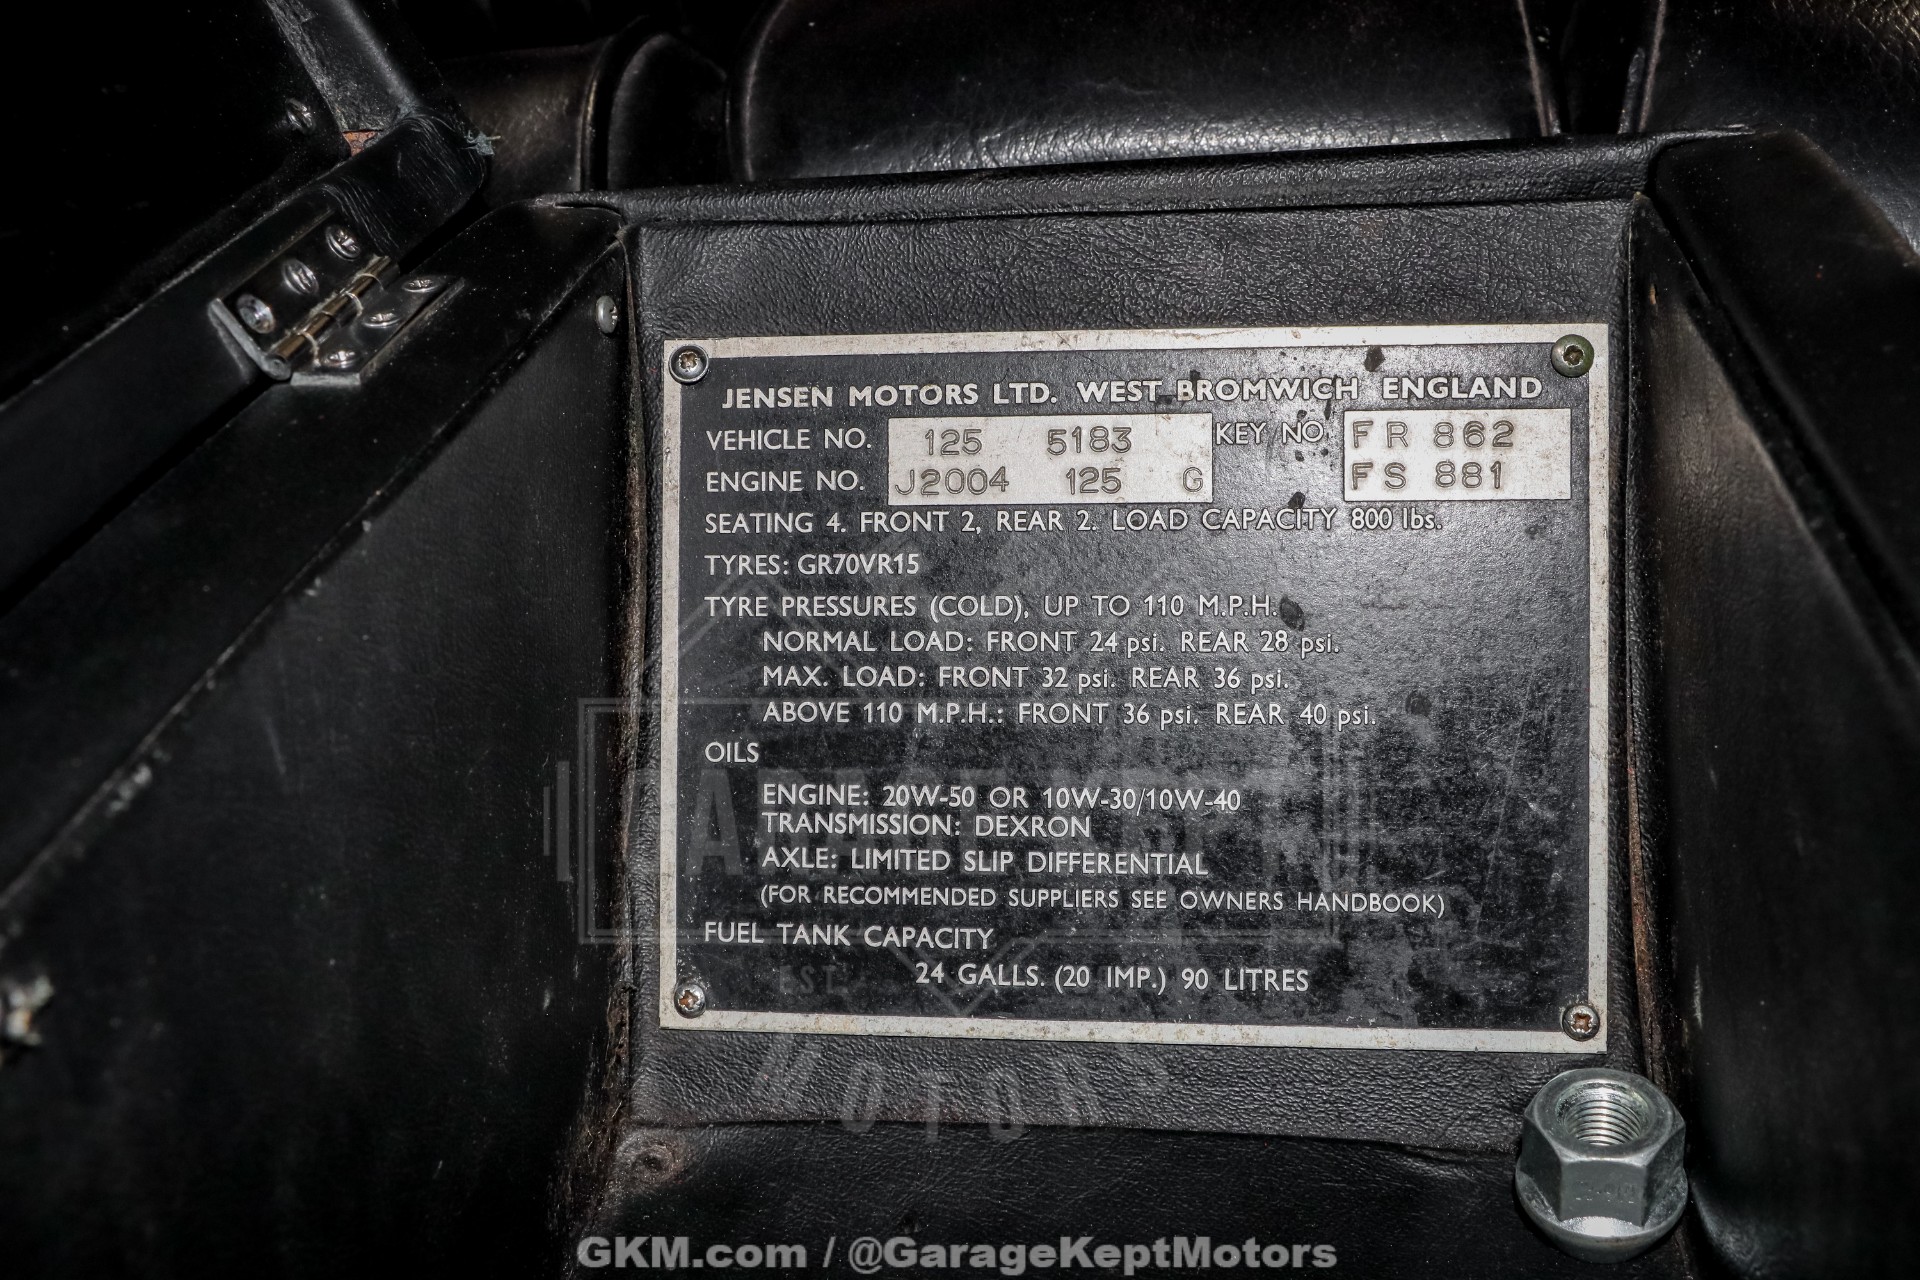 JENSEN MOTORS LTD. WEST BROMWICH ENGLAND
VEHICLE NO. 125 5183 KEY NO. FR 862
ENGINE NO. J2004 125 G FS 881
SEATING 4. FRONT 2, REAR 2. LOAD CAPACITY 800 lbs.
TYRES: GR70VR15
TYRE PRESSURES (COLD), UP TO 110 M.P.H.
NORMAL LOAD: FRONT 24 psi. REAR 28 psi.
MAX. LOAD: FRONT 32 psi. REAR 36 psi.
ABOVE 110 M.P.H.: FRONT 36 psi. REAR 40 psi.
OILS
ENGINE: 20W-50 OR 10W-30/10W-40
TRANSMISSION: DEXRON
AXLE: LIMITED SLIP DIFFERENTIAL
(FOR RECOMMENDED SUPPLIERS SEE OWNERS HANDBOOK)
FUEL TANK CAPACITY
24 GALLS. (20 IMP.) 90 LITRES
GARAGE KEPT
EST.
MOTORS
GKM.com / @GarageKeptMotors